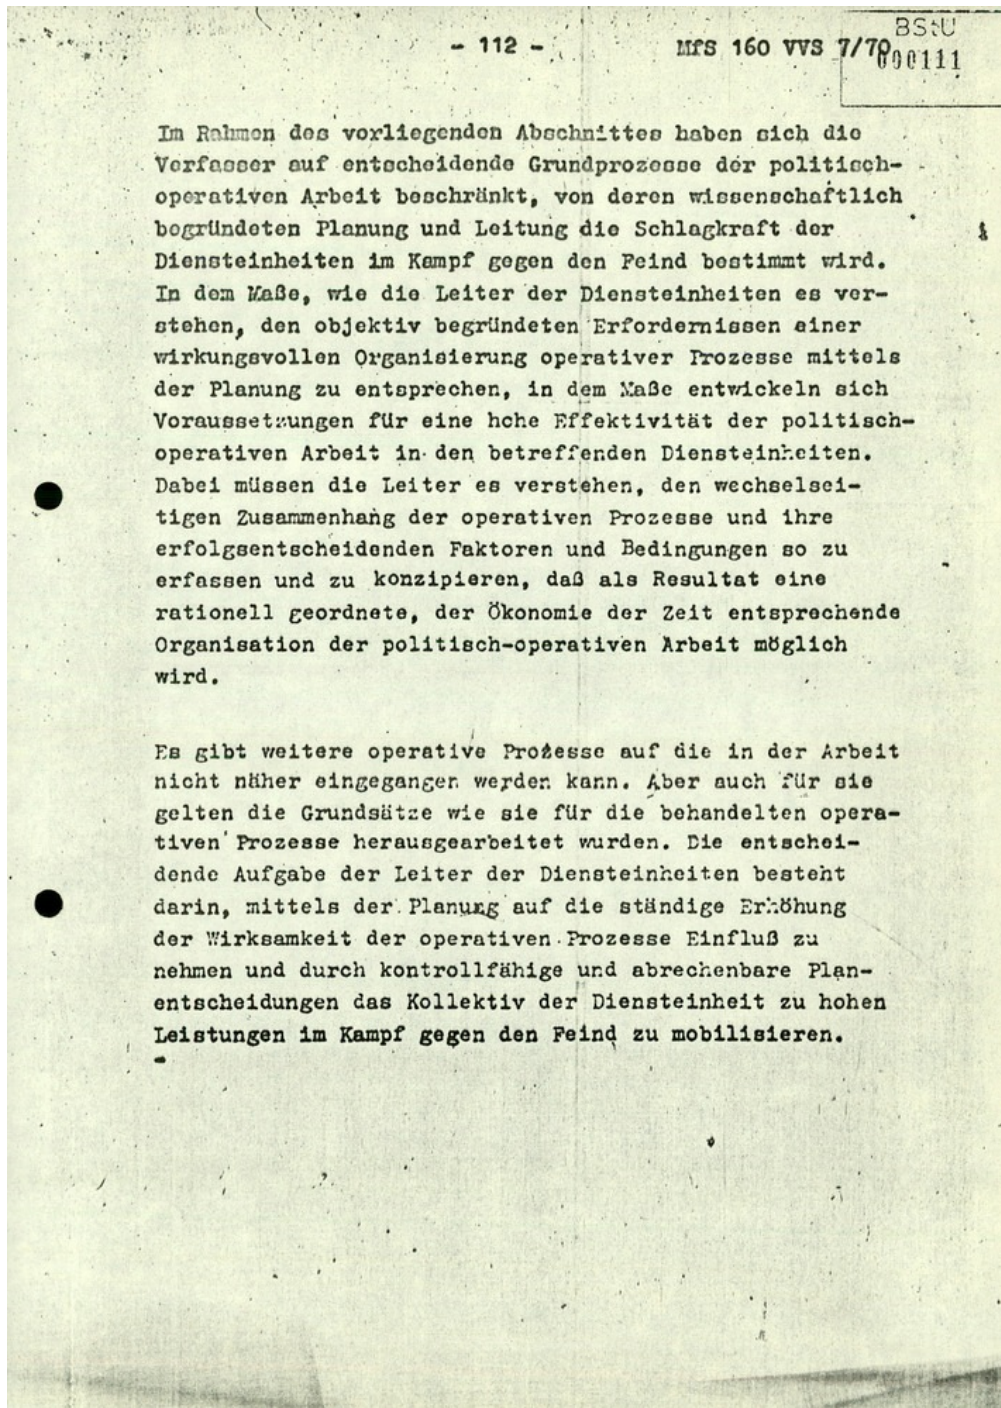 - 112 -
MfS 160 VVS 7/70
BStU
000111
Im Rahmen des vorliegenden Abschnittes haben sich die
Verfasser auf entscheidende Grundprozesse der politisch-
operativen Arbeit beschränkt, von deren wissenschaftlich
begründeten Planung und Leitung die Schlagkraft der
Diensteinheiten im Kampf gegen den Feind bestimmt wird.
In dem Maße, wie die Leiter der Diensteinheiten es ver-
stehen, den objektiv begründeten Erfordernissen einer
wirkungsvollen Organisierung operativer Prozesse mittels
der Planung zu entsprechen, in dem Maße entwickeln sich
Voraussetzungen für eine hohe Effektivität der politisch-
operativen Arbeit in den betreffenden Diensteinheiten.
Dabei müssen die Leiter es verstehen, den wechselsei-
tigen Zusammenhang der operativen Prozesse und ihre
erfolgsentscheidenden Faktoren und Bedingungen so zu
erfassen und zu konzipieren, daß als Resultat eine
rationell geordnete, der Ökonomie der Zeit entsprechende
Organisation der politisch-operativen Arbeit möglich
wird.
Es gibt weitere operative Prozesse auf die in der Arbeit
nicht näher eingegangen werden kann. Aber auch für sie
gelten die Grundsätze wie sie für die behandelten opera-
tiven Prozesse herausgearbeitet wurden. Die entschei-
dende Aufgabe der Leiter der Diensteinheiten besteht
darin, mittels der Planung auf die ständige Erhöhung
der Wirksamkeit der operativen Prozesse Einfluß zu
nehmen und durch kontrollfähige und abrechenbare Plan-
entscheidungen das Kollektiv der Diensteinheit zu hohen
Leistungen im Kampf gegen den Feind zu mobilisieren.